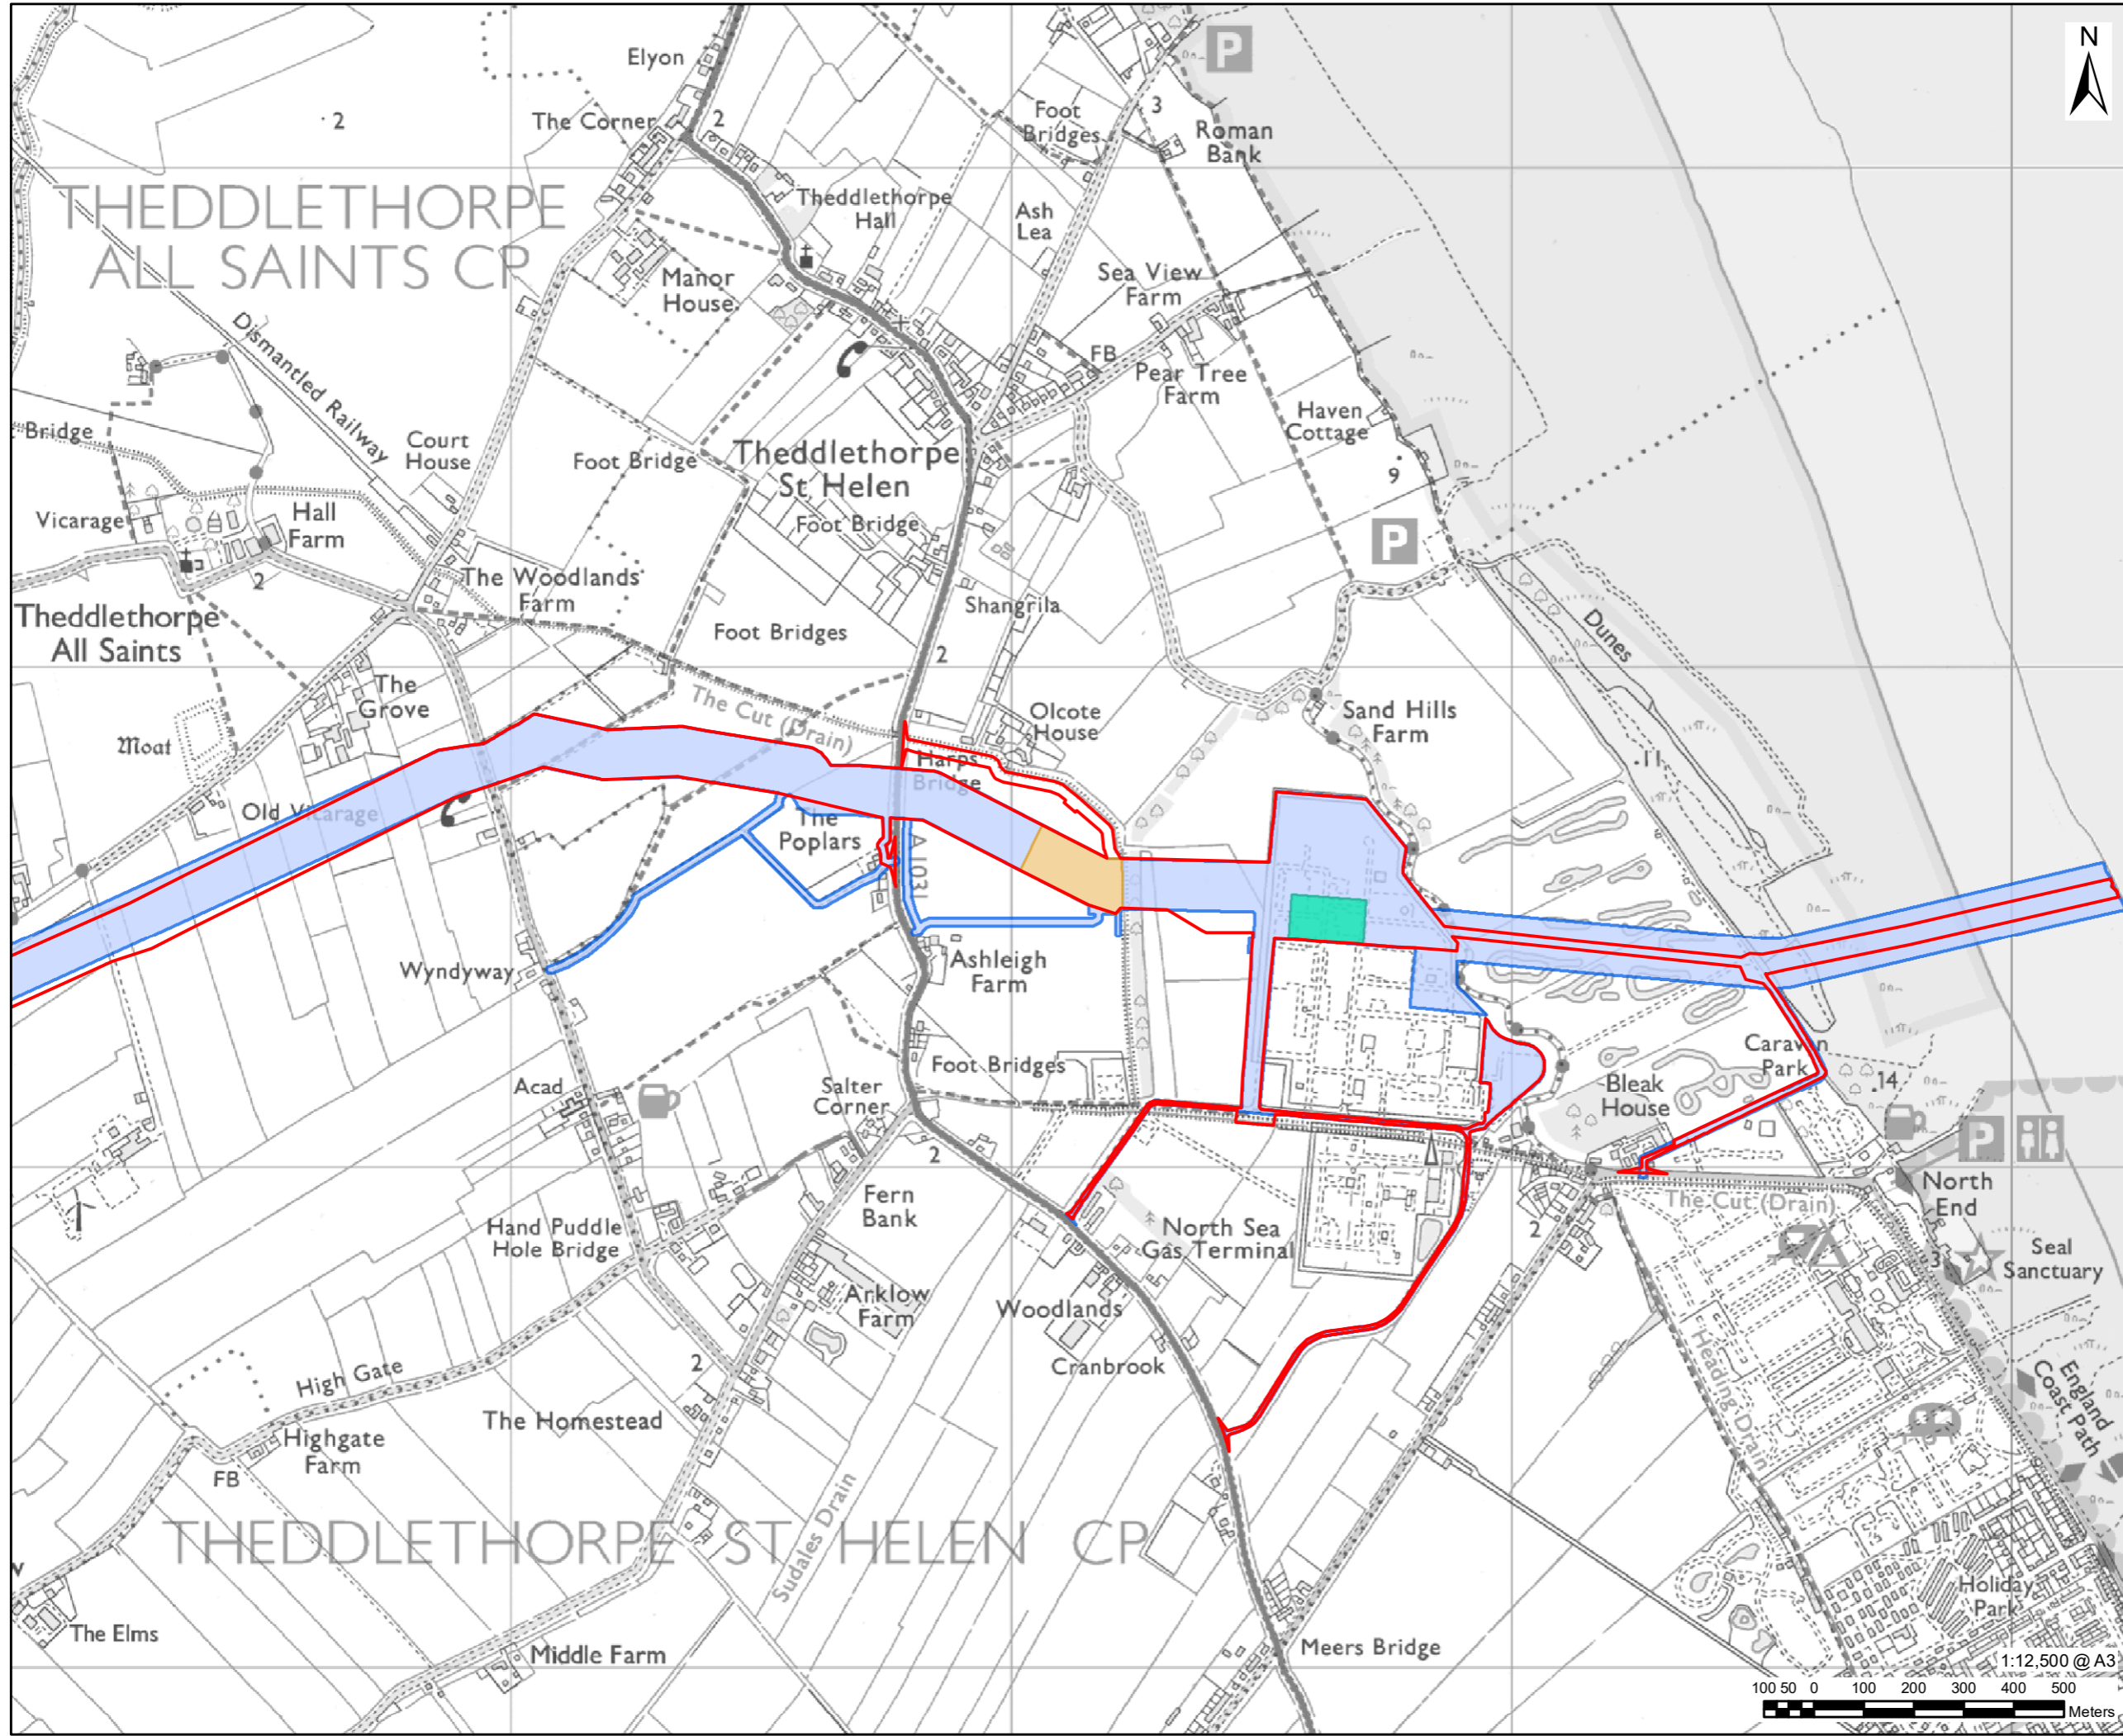 N
P
Elyon
The Corner
2
2
Foot
Bridges
3
Roman
Bank
THEDDLETHORPE
ALL SAINTS CP
Theddlethorpe
Hall
Ash
Lea
Manor
House
Sea View
Farm
Dismantled Railway
FB
Pear Tree
Farm
Haven
Cottage
9
Bridge
Court
House
Foot Bridge
Theddlethorpe
St Helen
Foot Bridge
P
Vicarage
Hall
Farm
2
The Woodlands
Farm
Shangrila
Theddlethorpe
All Saints
Foot Bridges
2
Dunes
The
Grove
The Cut (Drain)
Olcote
House
Sand Hills
Farm
Moat
Harps
Bridge
11
Old Vicarage
The
Poplars
A 1031
Wyndyway
Ashleigh
Farm
Foot Bridges
Caravan
Park
Acad
Salter
Corner
Bleak
House
14
P
2
Fern
Bank
North Sea
Gas Terminal
2
The Cut (Drain)
North
End
Hand Puddle
Hole Bridge
3
Seal
Sanctuary
Arklow
Farm
Woodlands
Cranbrook
2
High Gate
Heading Drain
England
Coast Path
The Homestead
Highgate
Farm
FB
Sudales Drain
THEDDLETHORPE ST HELEN CP
Holiday
Park
The Elms
Middle Farm
Meers Bridge
1:12,500 @ A3
100 50 0 100 200 300 400 500
Meters